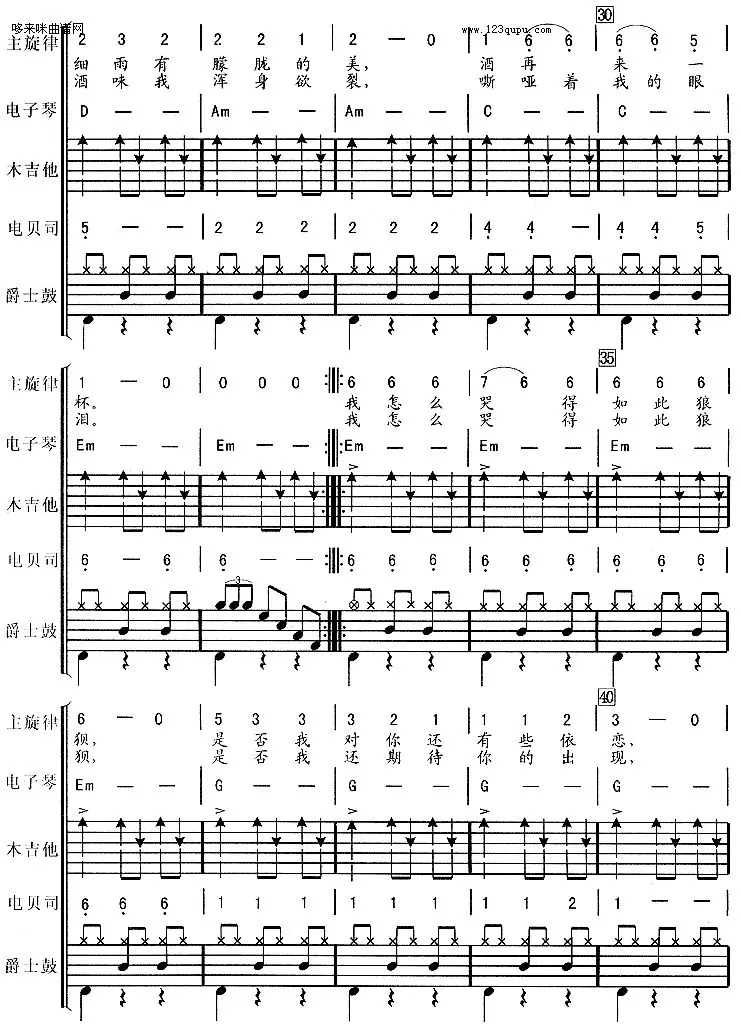 哆来咪曲谱网
www.123qupu.com
30
主旋律 2 3 2 | 2 2 1 | 2 — 0 | 1 6 6 | 6 6 5 |
细雨有 朦胧的 美, 酒再 来一
酒味我 浑身欲 裂, 嘶哑着 我的眼
电子琴 D — — | Am — — | Am — — | C — — | C — — |
木吉他
电贝司 5 — — | 2 2 2 | 2 2 2 | 4 4 — | 4 4 5 |
爵士鼓
35
主旋律 1 — 0 | 0 0 0 :‖: 6 6 6 | 7 6 6 | 6 6 6 |
杯。 我怎么 哭得 如此狼
泪。 我怎么 哭得 如此狼
电子琴 Em — — | Em — — :‖: Em — — | Em — — | Em — — |
木吉他
电贝司 6 — 6 | 6 — — :‖: 6 6 6 | 6 6 6 | 6 6 6 |
3
爵士鼓
40
主旋律 6 — 0 | 5 3 3 | 3 2 1 | 1 1 2 | 3 — 0 |
狈, 是否我 对你还 有些依 恋,
狈, 是否我 还期待 你的出 现,
电子琴 Em — — | G — — | G — — | G — — | G — — |
木吉他
电贝司 6 6 6 | 1 1 1 | 1 1 1 | 1 1 2 | 1 — — |
爵士鼓